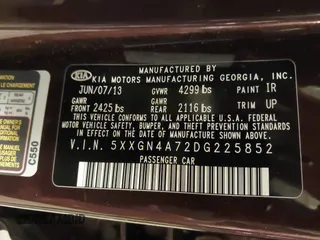 MANUFACTURED BY
KIA KIA MOTORS MANUFACTURING GEORGIA, INC.
JUN/07/13 GVWR 4299 lbs PAINT IR
GAWR FRONT 2425 lbs GAWR REAR 2116 lbs TRIM UP
THIS VEHICLE CONFORMS TO ALL APPLICABLE
U.S. FEDERAL MOTOR VEHICLE SAFETY, BUMPER, AND
THEFT PREVENTION STANDARDS IN EFFECT ON THE
DATE OF MANUFACTURE SHOWN ABOVE.
V.I.N. 5XXGN4A72DG225852
PASSENGER CAR
C550